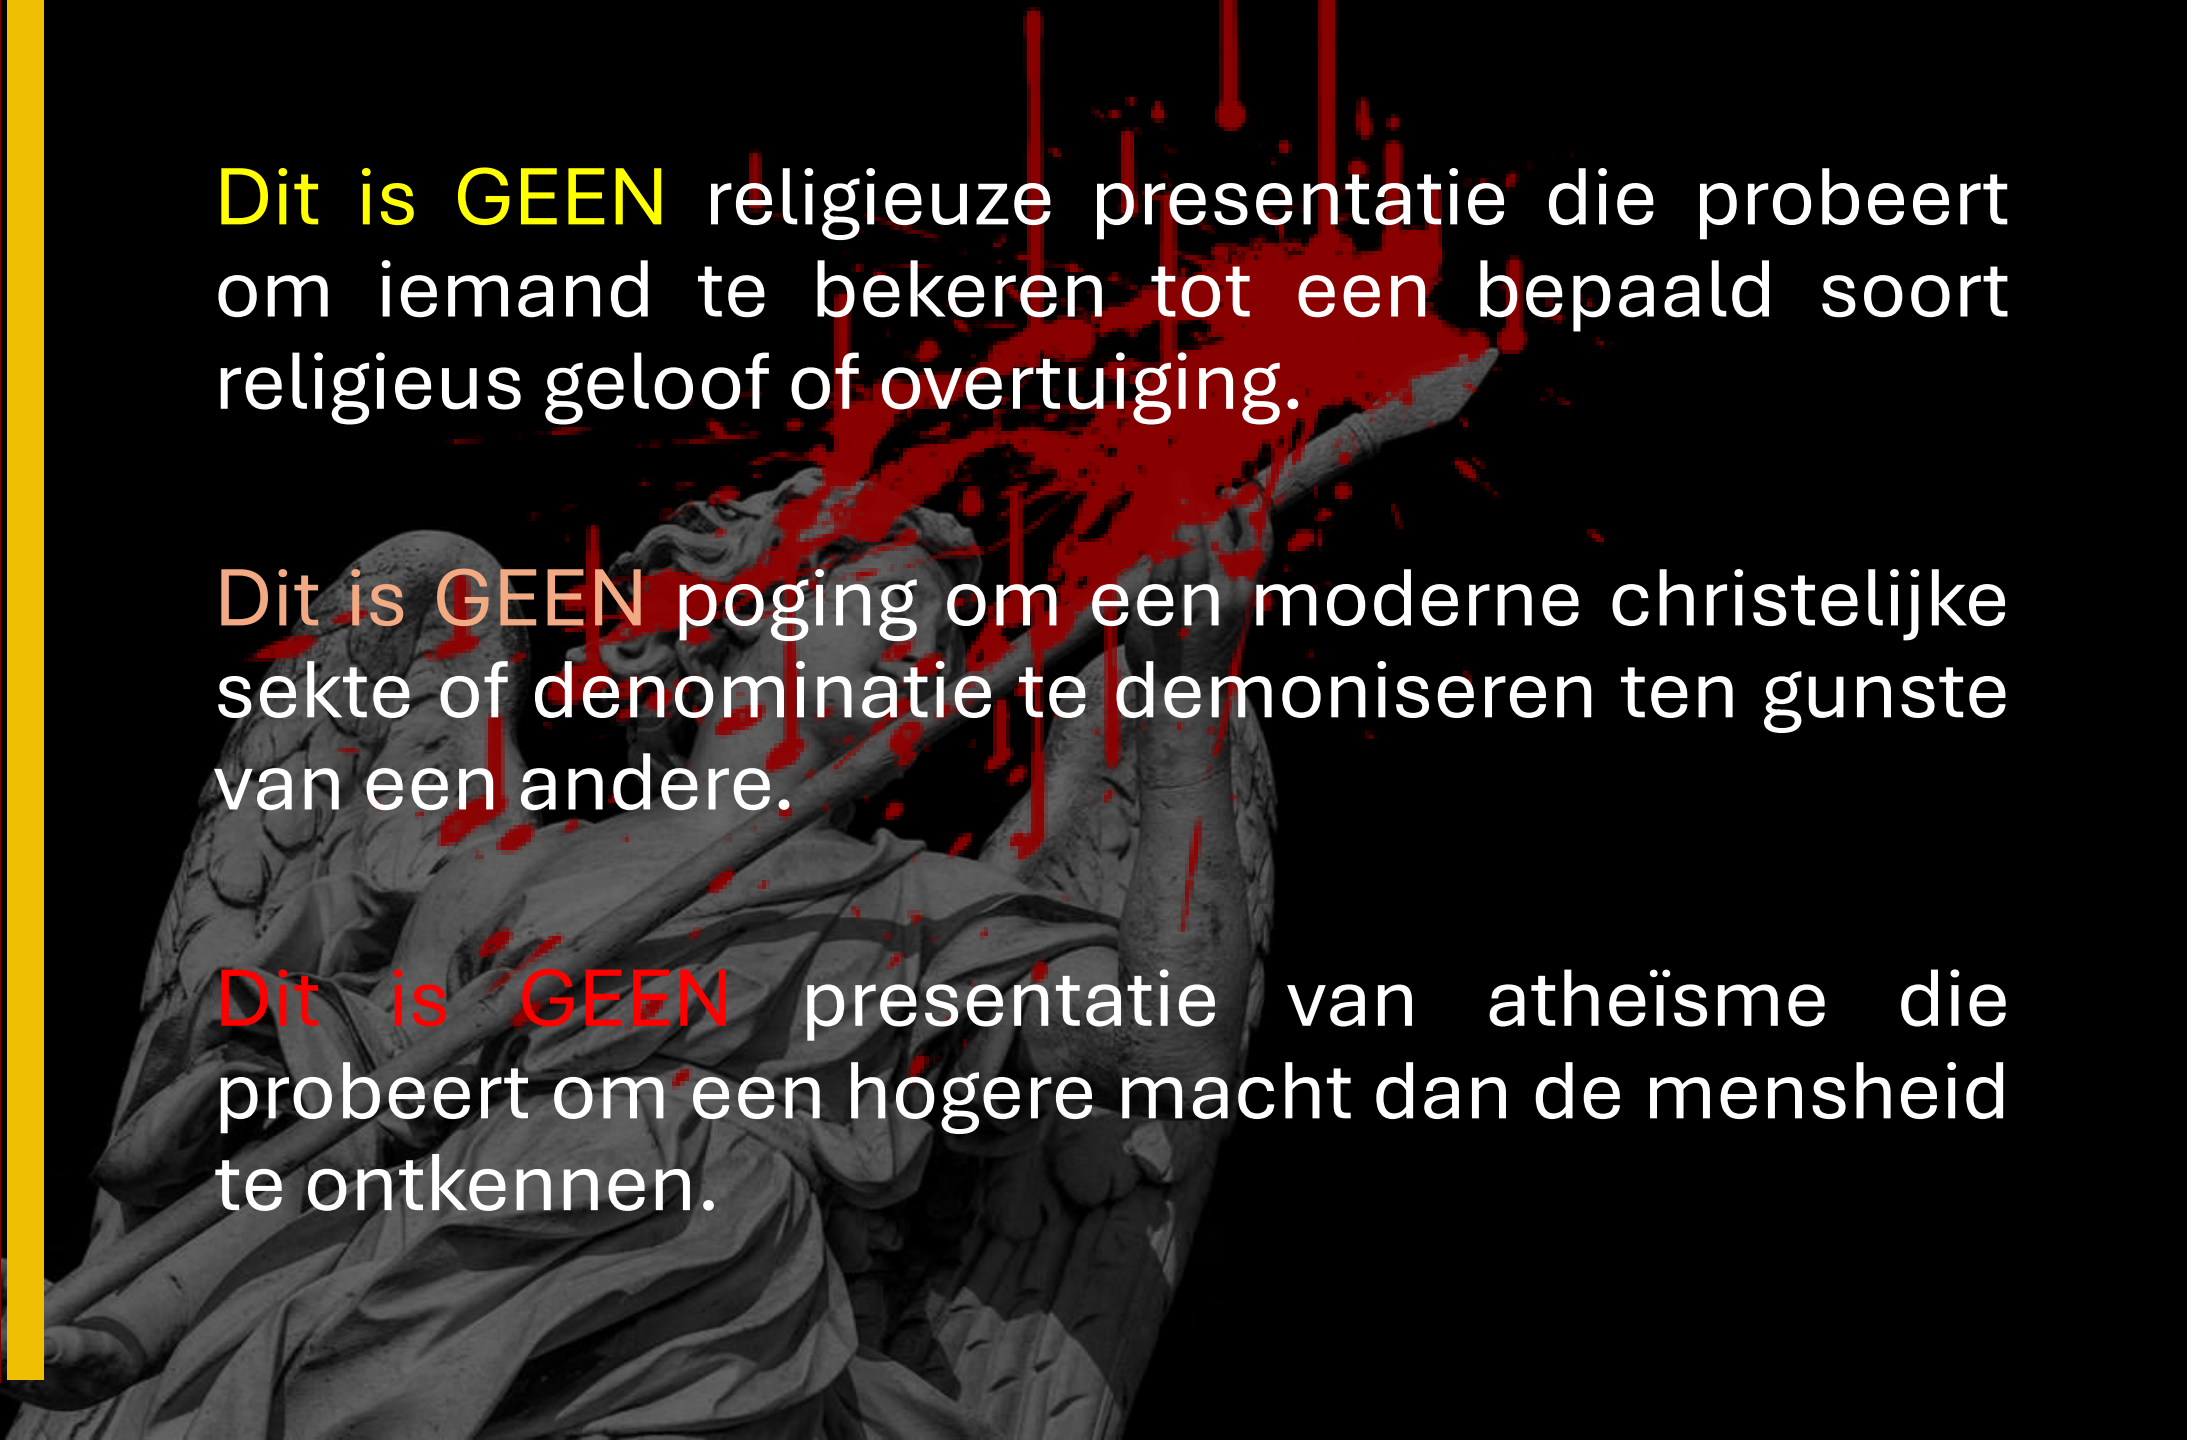 Dit is GEEN religieuze presentatie die probeert
om iemand te bekeren tot een bepaald soort
religieus geloof of overtuiging.
Dit is GEEN poging om een moderne christelijke
sekte of denominatie te demoniseren ten gunste
van een andere.
Dit is GEEN presentatie van atheïsme die
probeert om een hogere macht dan de mensheid
te ontkennen.